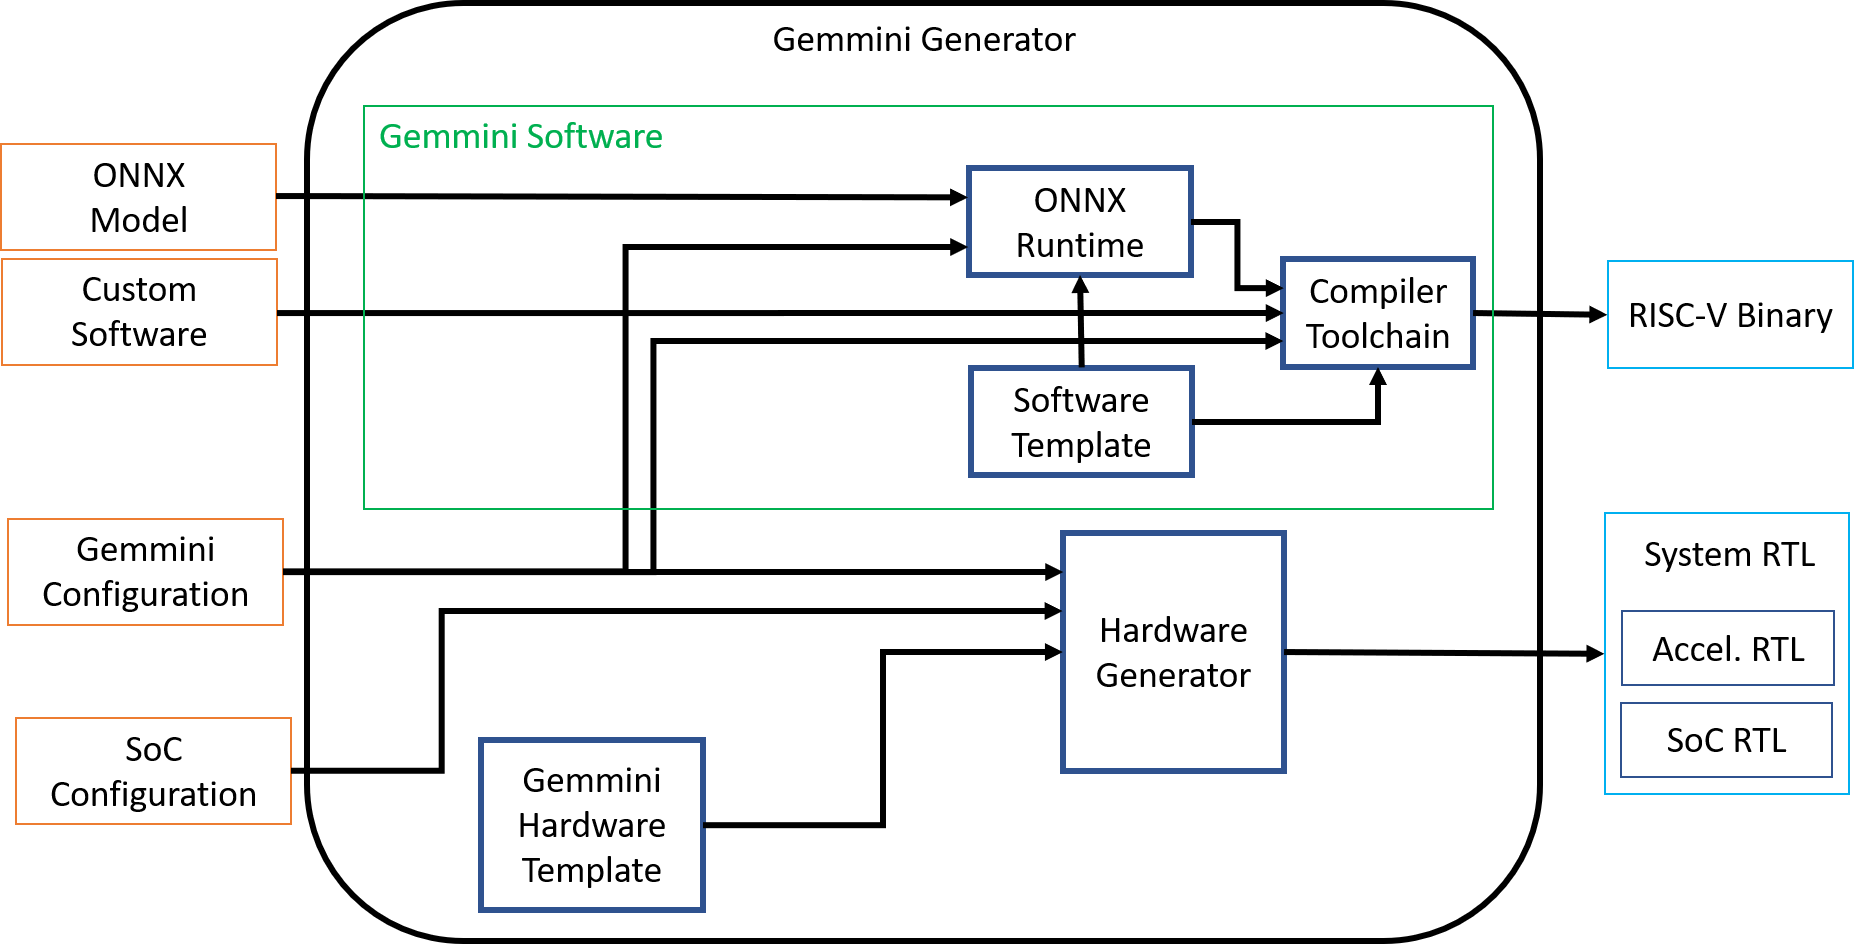 Gemmini Generator
Gemmini Software
ONNX
Model
Custom
Software
ONNX
Runtime
Compiler
Toolchain
RISC-V Binary
Software
Template
Gemmini
Configuration
SoC
Configuration
Gemmini
Hardware
Template
Hardware
Generator
System RTL
Accel. RTL
SoC RTL